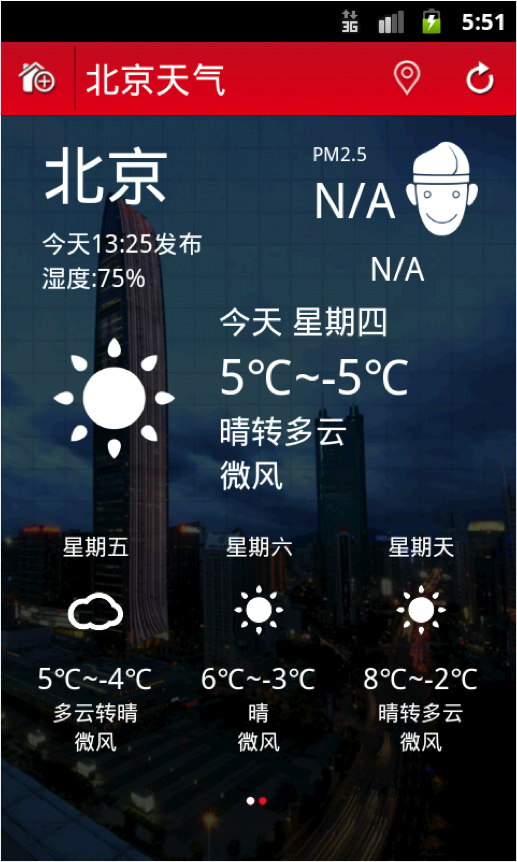 3G
5:51
北京天气
北京
PM2.5
N/A
今天13:25发布
湿度:75%
N/A
今天 星期四
5℃~-5℃
晴转多云
微风
星期五
星期六
星期天
5℃~-4℃
6℃~-3℃
8℃~-2℃
多云转晴
晴
晴转多云
微风
微风
微风